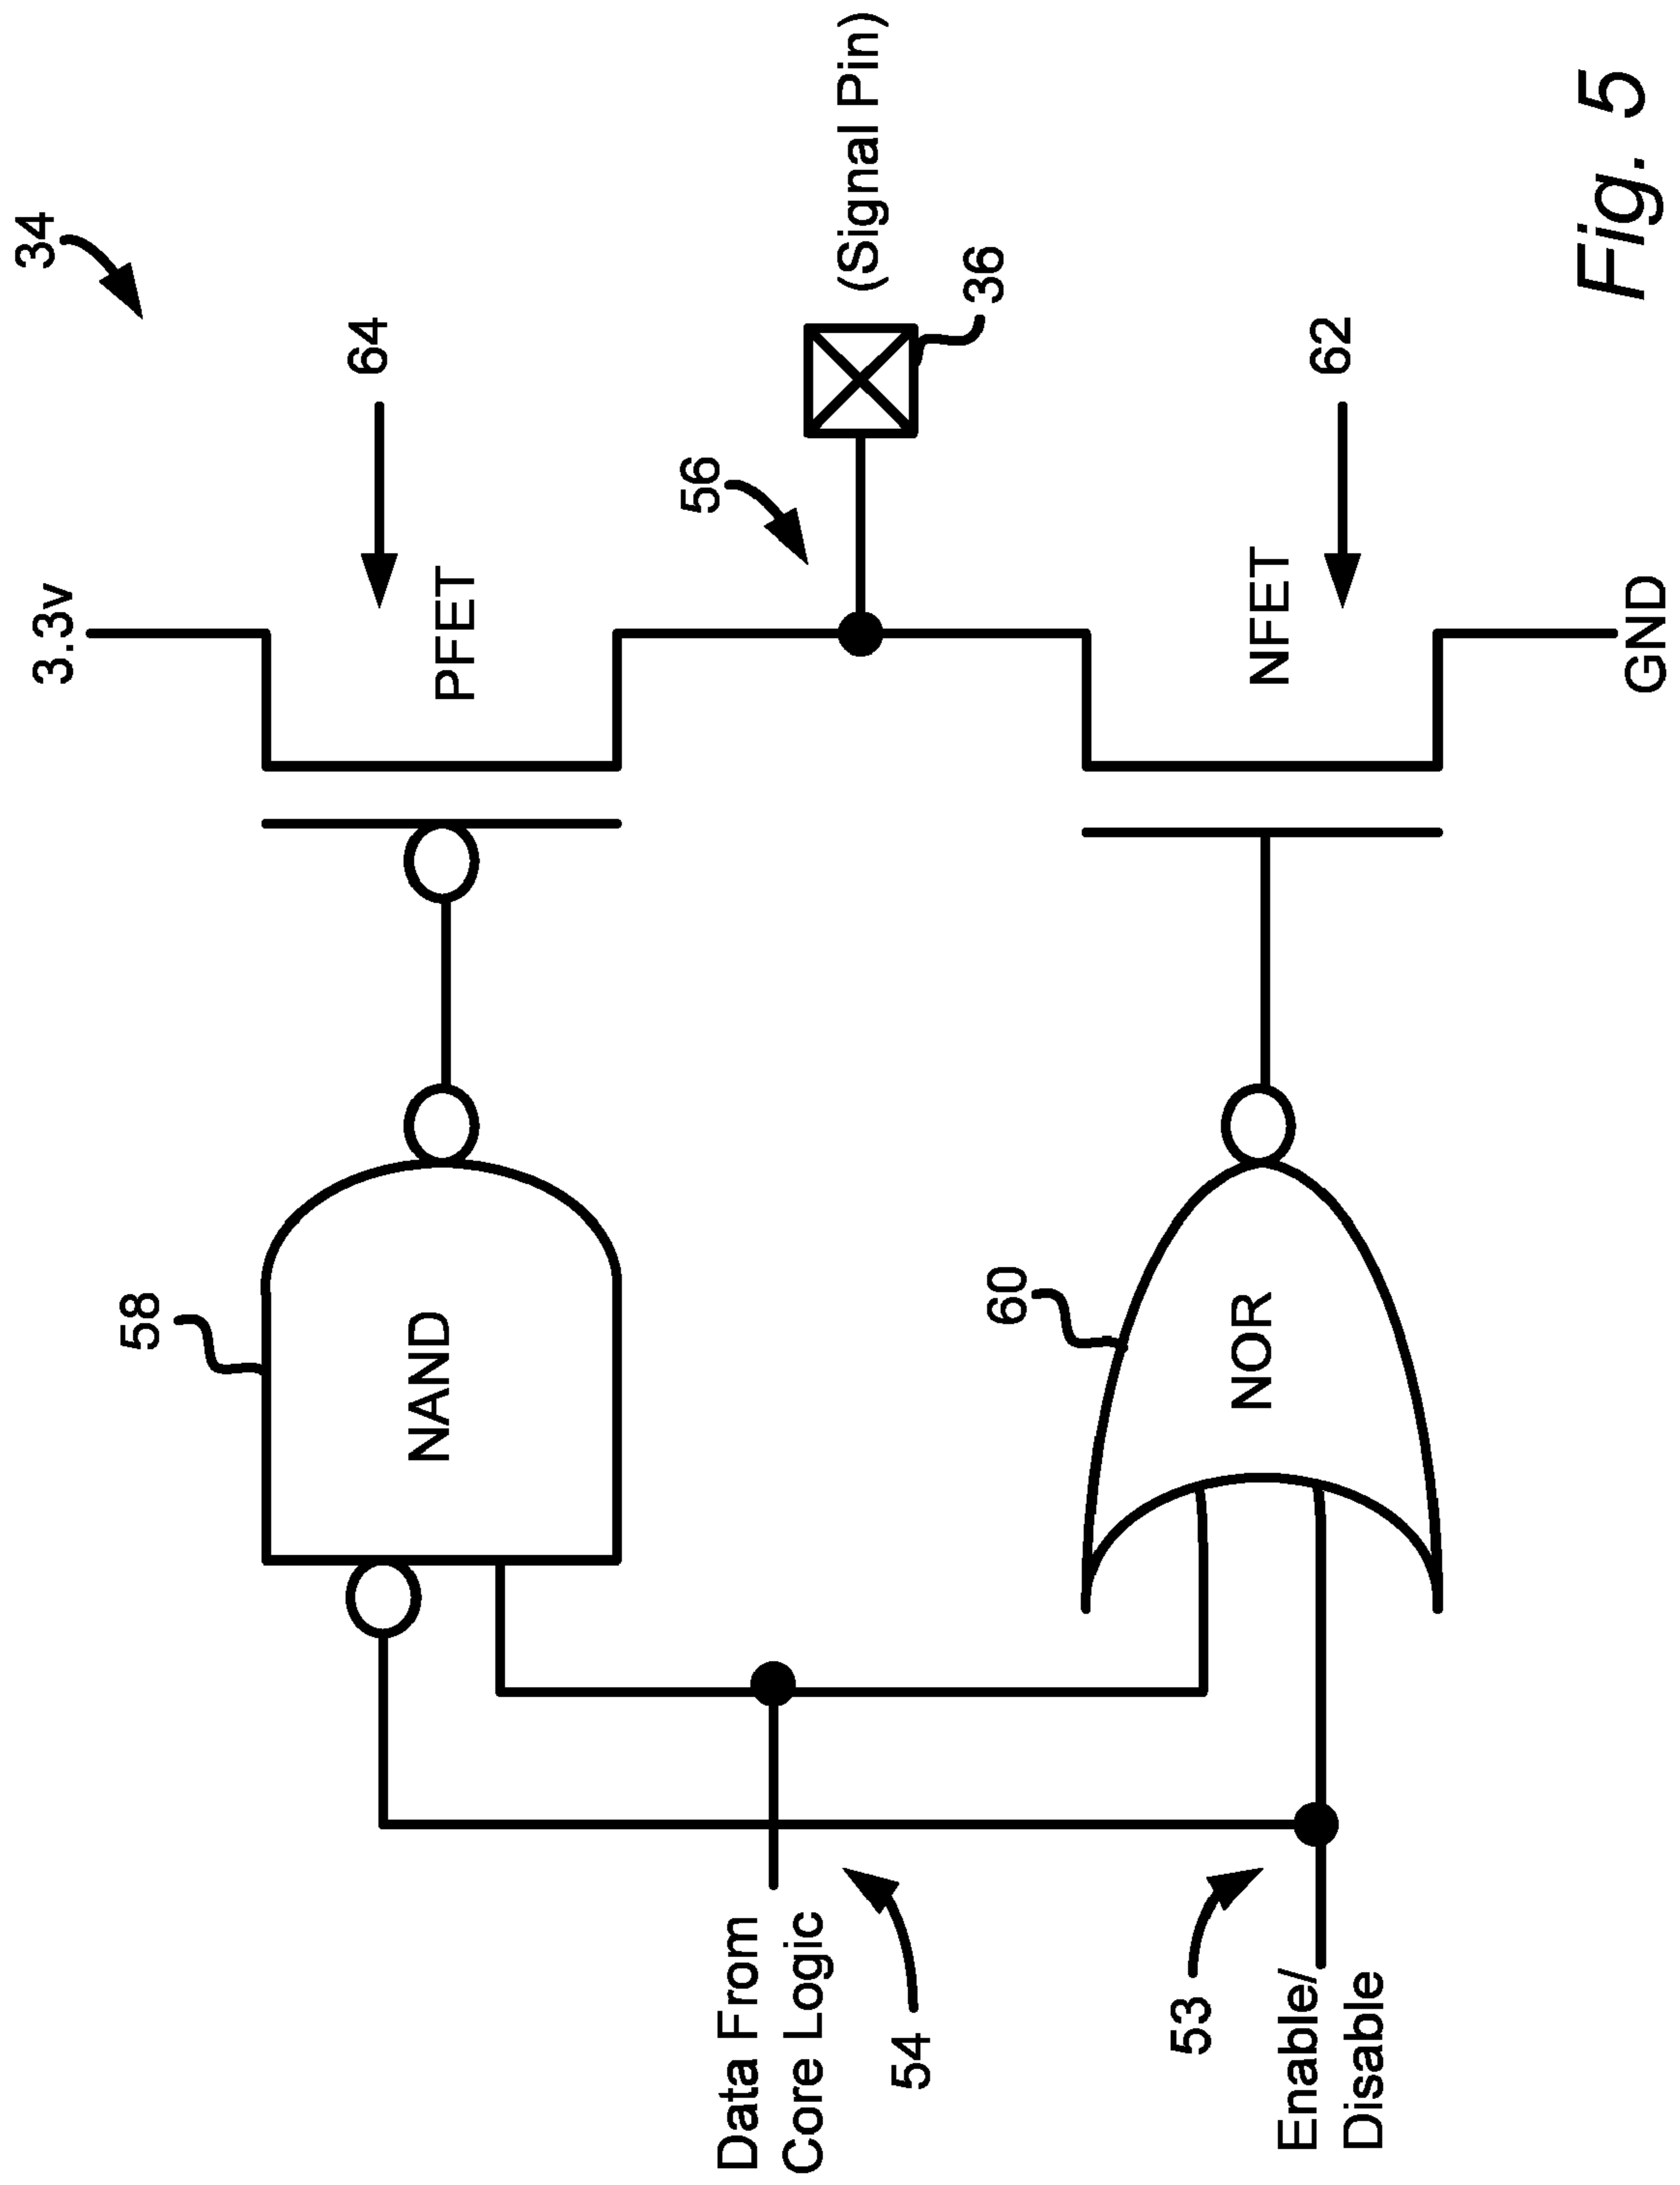 34
3.3v
64
PFET
58
NAND
56
(Signal Pin)
36
Data From
Core Logic
54
60
NOR
NFET
62
53
Enable/
Disable
GND
Fig. 5